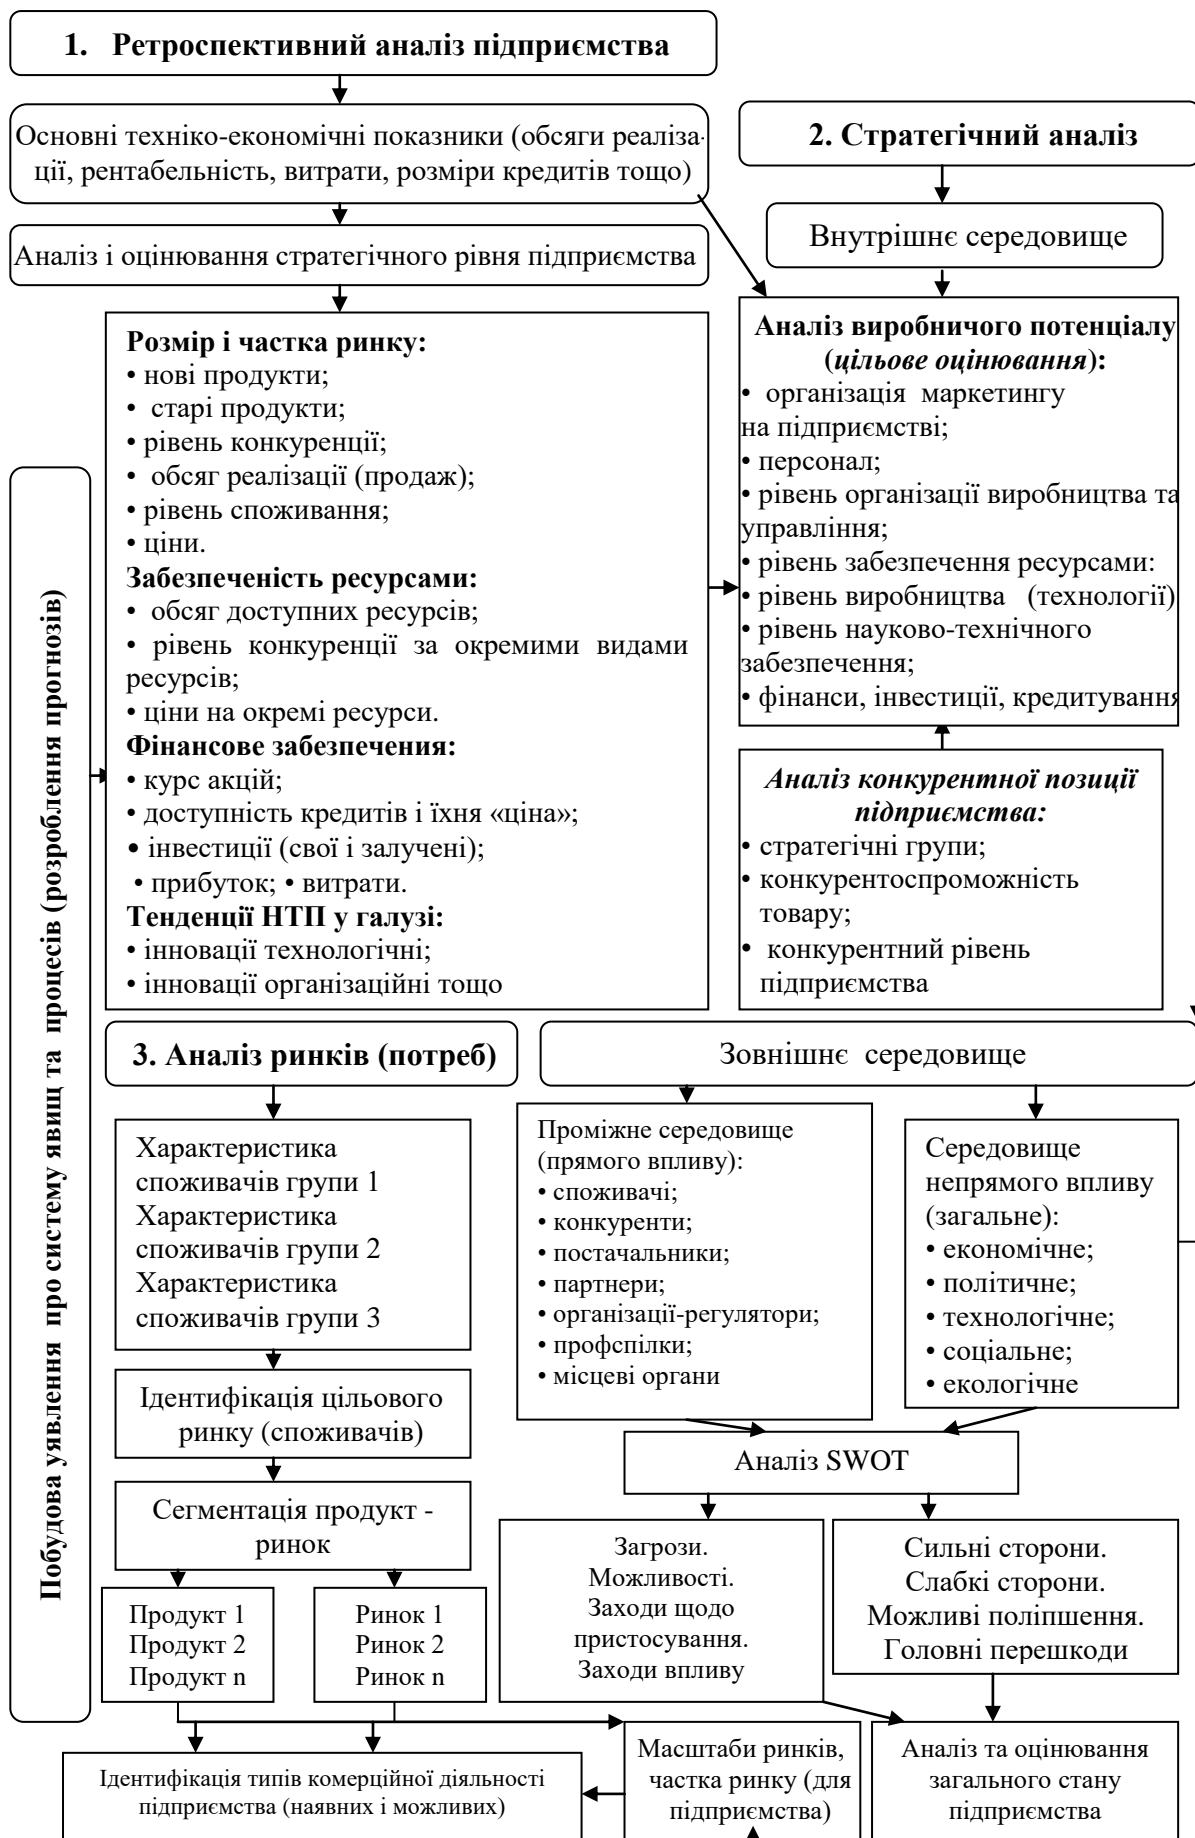 1. Ретроспективний аналіз підприємства
Основні техніко-економічні показники (обсяги реаліза-
ції, рентабельність, витрати, розміри кредитів тощо)
Аналіз і оцінювання стратегічного рівня підприємства
2. Стратегічний аналіз
Внутрішнє середовище
Розмір і частка ринку:
• нові продукти;
• старі продукти;
• рівень конкуренції;
• обсяг реалізації (продаж);
• рівень споживання;
• ціни.
Забезпеченість ресурсами:
• обсяг доступних ресурсів;
• рівень конкуренції за окремими видами
ресурсів;
• ціни на окремі ресурси.
Фінансове забезпечення:
• курс акцій;
• доступність кредитів і їхня «ціна»;
• інвестиції (свої і залучені);
• прибуток; • витрати.
Тенденції НТП у галузі:
• інновації технологічні;
• інновації організаційні тощо
Аналіз виробничого потенціалу
(цільове оцінювання):
• організація маркетингу
на підприємстві;
• персонал;
• рівень організації виробництва та
управління;
• рівень забезпечення ресурсами:
• рівень виробництва (технології)
• рівень науково-технічного
забезпечення;
• фінанси, інвестиції, кредитування
Аналіз конкурентної позиції
підприємства:
• стратегічні групи;
• конкурентоспроможність
товару;
• конкурентний рівень
підприємства
Побудова уявлення про систему явищ та процесів (розроблення прогнозів)
3. Аналіз ринків (потреб)
Характеристика
споживачів групи 1
Характеристика
споживачів групи 2
Характеристика
споживачів групи 3
Ідентифікація цільового
ринку (споживачів)
Сегментація продукт -
ринок
Продукт 1
Продукт 2
Продукт n
Ринок 1
Ринок 2
Ринок n
Зовнішнє середовище
Проміжне середовище
(прямого впливу):
• споживачі;
• конкуренти;
• постачальники;
• партнери;
• організації-регулятори;
• профспілки;
• місцеві органи
Середовище
непрямого впливу
(загальне):
• економічне;
• політичне;
• технологічне;
• соціальне;
• екологічне
Аналіз SWOT
Загрози.
Можливості.
Заходи щодо
пристосування.
Заходи впливу
Сильні сторони.
Слабкі сторони.
Можливі поліпшення.
Головні перешкоди
Ідентифікація типів комерційної діяльності
підприємства (наявних і можливих)
Масштаби ринків,
частка ринку (для
підприємства)
Аналіз та оцінювання
загального стану
підприємства